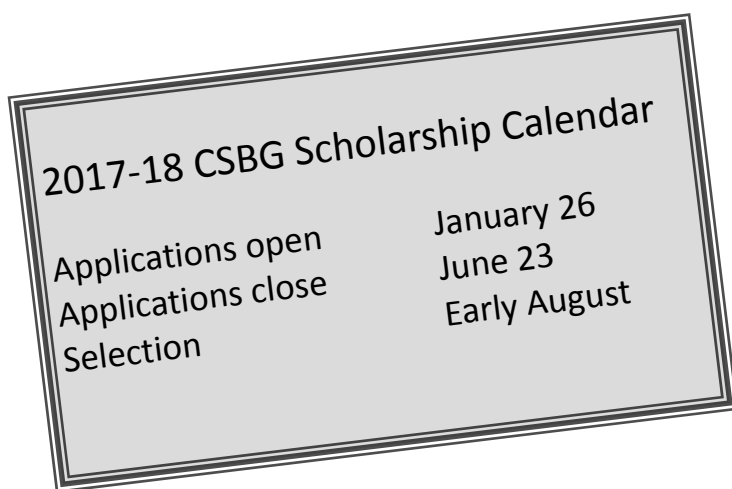 2017-18 CSBG Scholarship Calendar
Applications open January 26
Applications close June 23
Selection Early August